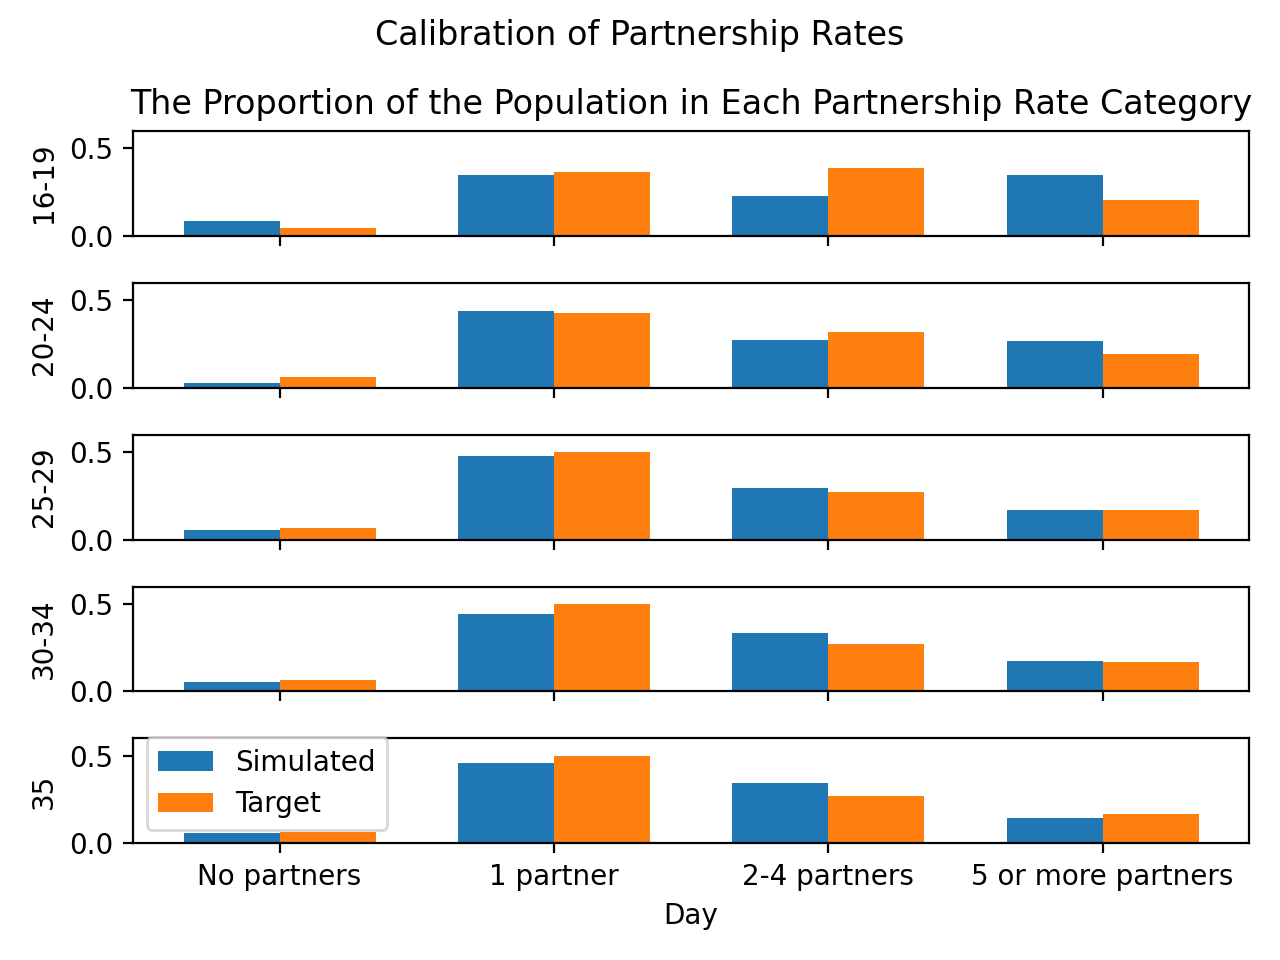 Calibration of Partnership Rates
The Proportion of the Population in Each Partnership Rate Category
0.5
16-19
0.0
0.5
20-24
0.0
0.5
25-29
0.0
0.5
30-34
0.0
0.5
35
0.0
Simulated
Target
No partners 1 partner 2-4 partners 5 or more partners
Day